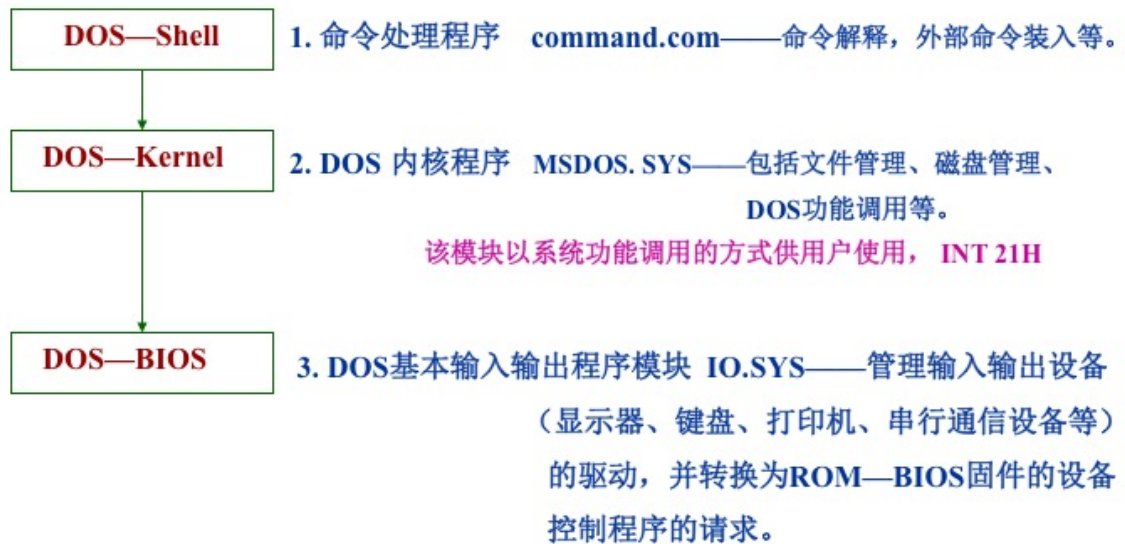 DOS—Shell 1. 命令处理程序 command.com——命令解释，外部命令装入等。
DOS—Kernel 2. DOS 内核程序 MSDOS. SYS——包括文件管理、磁盘管理、
DOS功能调用等。
该模块以系统功能调用的方式供用户使用， INT 21H
DOS—BIOS 3. DOS基本输入输出程序模块 IO.SYS——管理输入输出设备
（显示器、键盘、打印机、串行通信设备等）
的驱动，并转换为ROM—BIOS固件的设备
控制程序的请求。